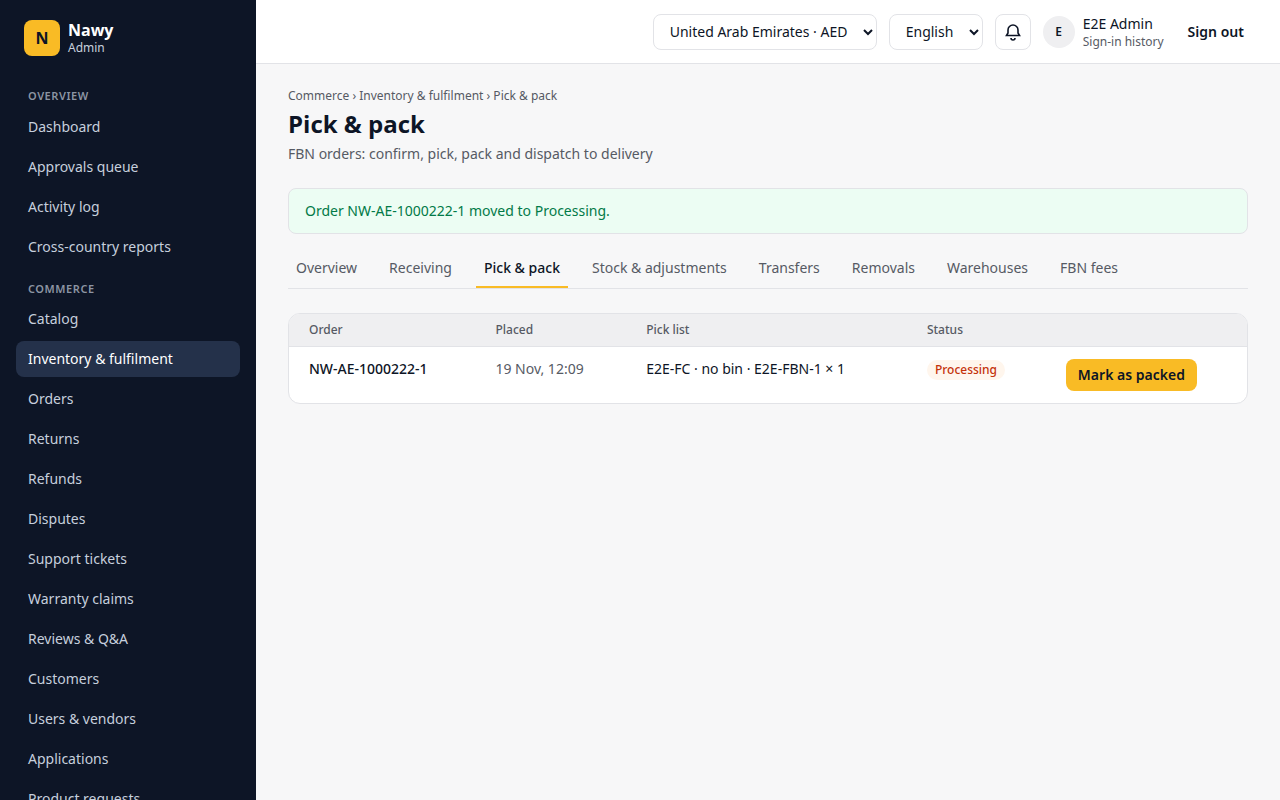 N
Nawy
Admin
OVERVIEW
Dashboard
Approvals queue
Activity log
Cross-country reports
COMMERCE
Catalog
Inventory & fulfilment
Orders
Returns
Refunds
Disputes
Support tickets
Warranty claims
Reviews & Q&A
Customers
Users & vendors
Applications
Product requests
United Arab Emirates · AED
English
E
E2E Admin
Sign-in history
Sign out
Commerce › Inventory & fulfilment › Pick & pack
Pick & pack
FBN orders: confirm, pick, pack and dispatch to delivery
Order NW-AE-1000222-1 moved to Processing.
Overview Receiving Pick & pack Stock & adjustments Transfers Removals Warehouses FBN fees
Order Placed Pick list Status
NW-AE-1000222-1 19 Nov, 12:09 E2E-FC · no bin · E2E-FBN-1 × 1 Processing Mark as packed